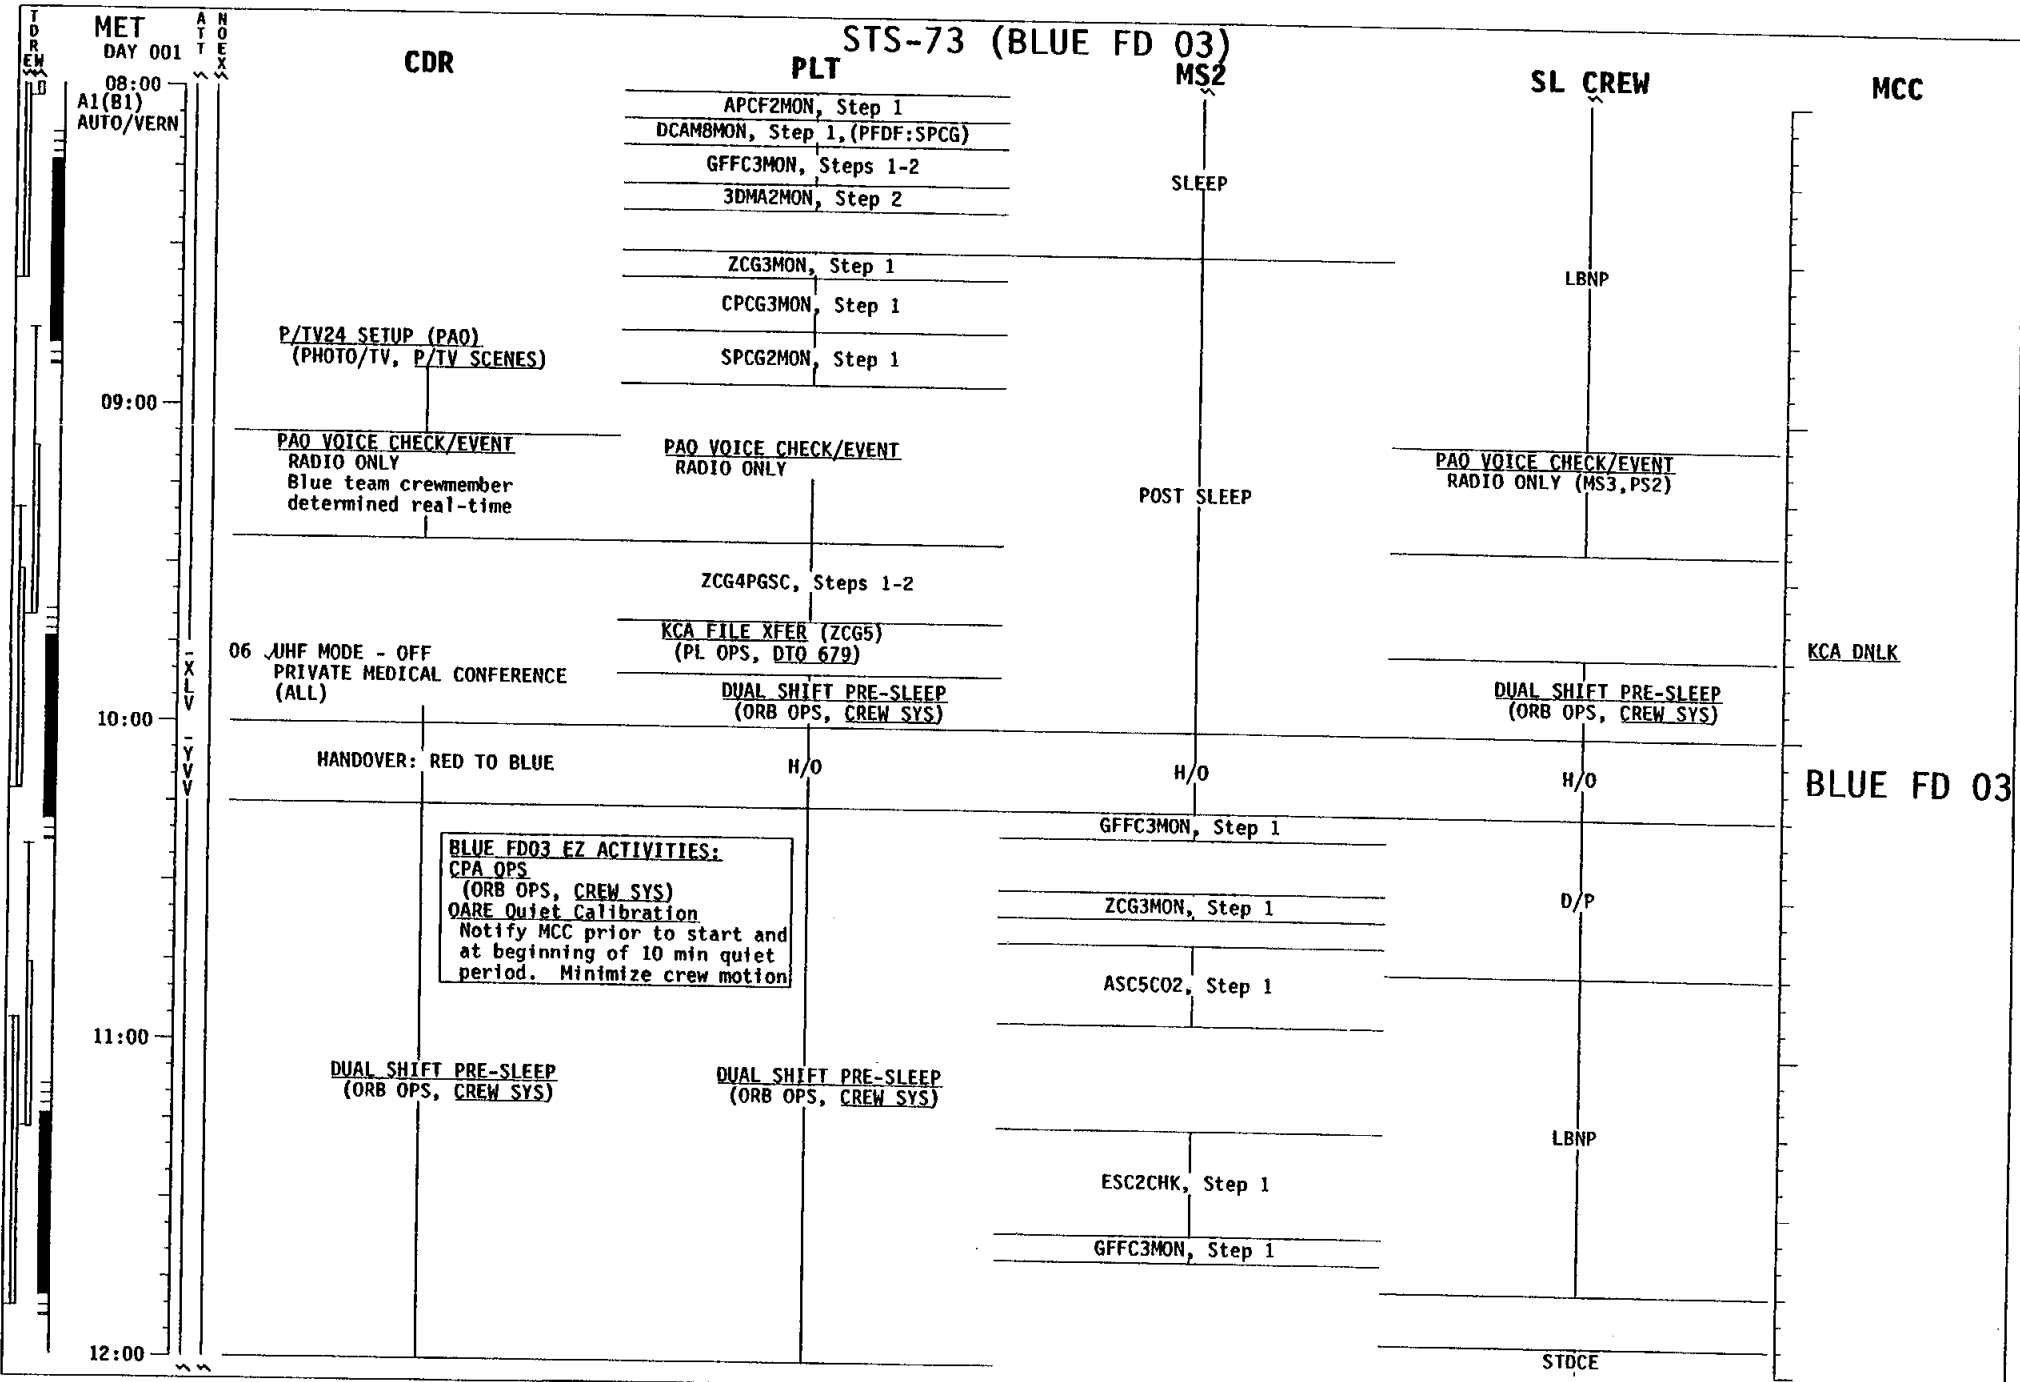 STS-73 (BLUE FD 03)
TDRE W
MET
DAY 001
ATT
NOEX
CDR
PLT
MS2
SL CREW
MCC
08:00
A1(B1)
AUTO/VERN
09:00
10:00
11:00
12:00
-XLV
-YVV
P/TV24 SETUP (PAO)
(PHOTO/TV, P/TV SCENES)
PAO VOICE CHECK/EVENT
RADIO ONLY
Blue team crewmember
determined real-time
06 ✓UHF MODE - OFF
PRIVATE MEDICAL CONFERENCE
(ALL)
HANDOVER: RED TO BLUE
BLUE FD03 EZ ACTIVITIES:
CPA OPS
(ORB OPS, CREW SYS)
OARE Quiet Calibration
Notify MCC prior to start and
at beginning of 10 min quiet
period. Minimize crew motion
DUAL SHIFT PRE-SLEEP
(ORB OPS, CREW SYS)
APCF2MON, Step 1
DCAM8MON, Step 1,(PFDF:SPCG)
GFFC3MON, Steps 1-2
3DMA2MON, Step 2
ZCG3MON, Step 1
CPCG3MON, Step 1
SPCG2MON, Step 1
PAO VOICE CHECK/EVENT
RADIO ONLY
ZCG4PGSC, Steps 1-2
KCA FILE XFER (ZCG5)
(PL OPS, DTO 679)
DUAL SHIFT PRE-SLEEP
(ORB OPS, CREW SYS)
H/O
DUAL SHIFT PRE-SLEEP
(ORB OPS, CREW SYS)
SLEEP
POST SLEEP
H/O
GFFC3MON, Step 1
ZCG3MON, Step 1
ASC5CO2, Step 1
ESC2CHK, Step 1
GFFC3MON, Step 1
LBNP
PAO VOICE CHECK/EVENT
RADIO ONLY (MS3,PS2)
DUAL SHIFT PRE-SLEEP
(ORB OPS, CREW SYS)
H/O
D/P
LBNP
STDCE
KCA DNLK
BLUE FD 03